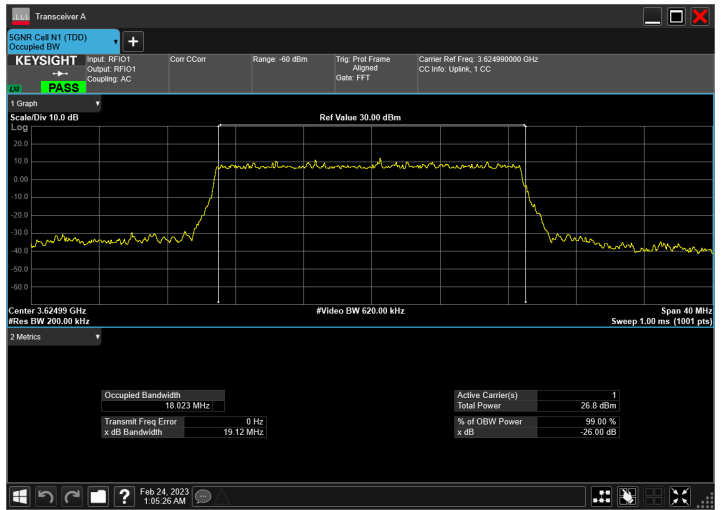 Transceiver A
5GNR Cell N1 (TDD)
Occupied BW
KEYSIGHT
LXI
PASS
Input: RFIO1
Output: RFIO1
Coupling: AC
Corr CCorr
Range: -60 dBm
Trig: Prot Frame
Aligned
Gate: FFT
Carrier Ref Freq: 3.624990000 GHz
CC Info: Uplink, 1 CC
1 Graph
Scale/Div 10.0 dB
Ref Value 30.00 dBm
Log
20.0
10.0
0.00
-10.0
-20.0
-30.0
-40.0
-50.0
-60.0
Center 3.62499 GHz
#Video BW 620.00 kHz
Span 40 MHz
#Res BW 200.00 kHz
Sweep 1.00 ms (1001 pts)
2 Metrics
Occupied Bandwidth
18.023 MHz
Transmit Freq Error 0 Hz
x dB Bandwidth 19.12 MHz
Active Carrier(s) 1
Total Power 26.8 dBm
% of OBW Power 99.00 %
x dB -26.00 dB
?
Feb 24, 2023
1:05:26 AM